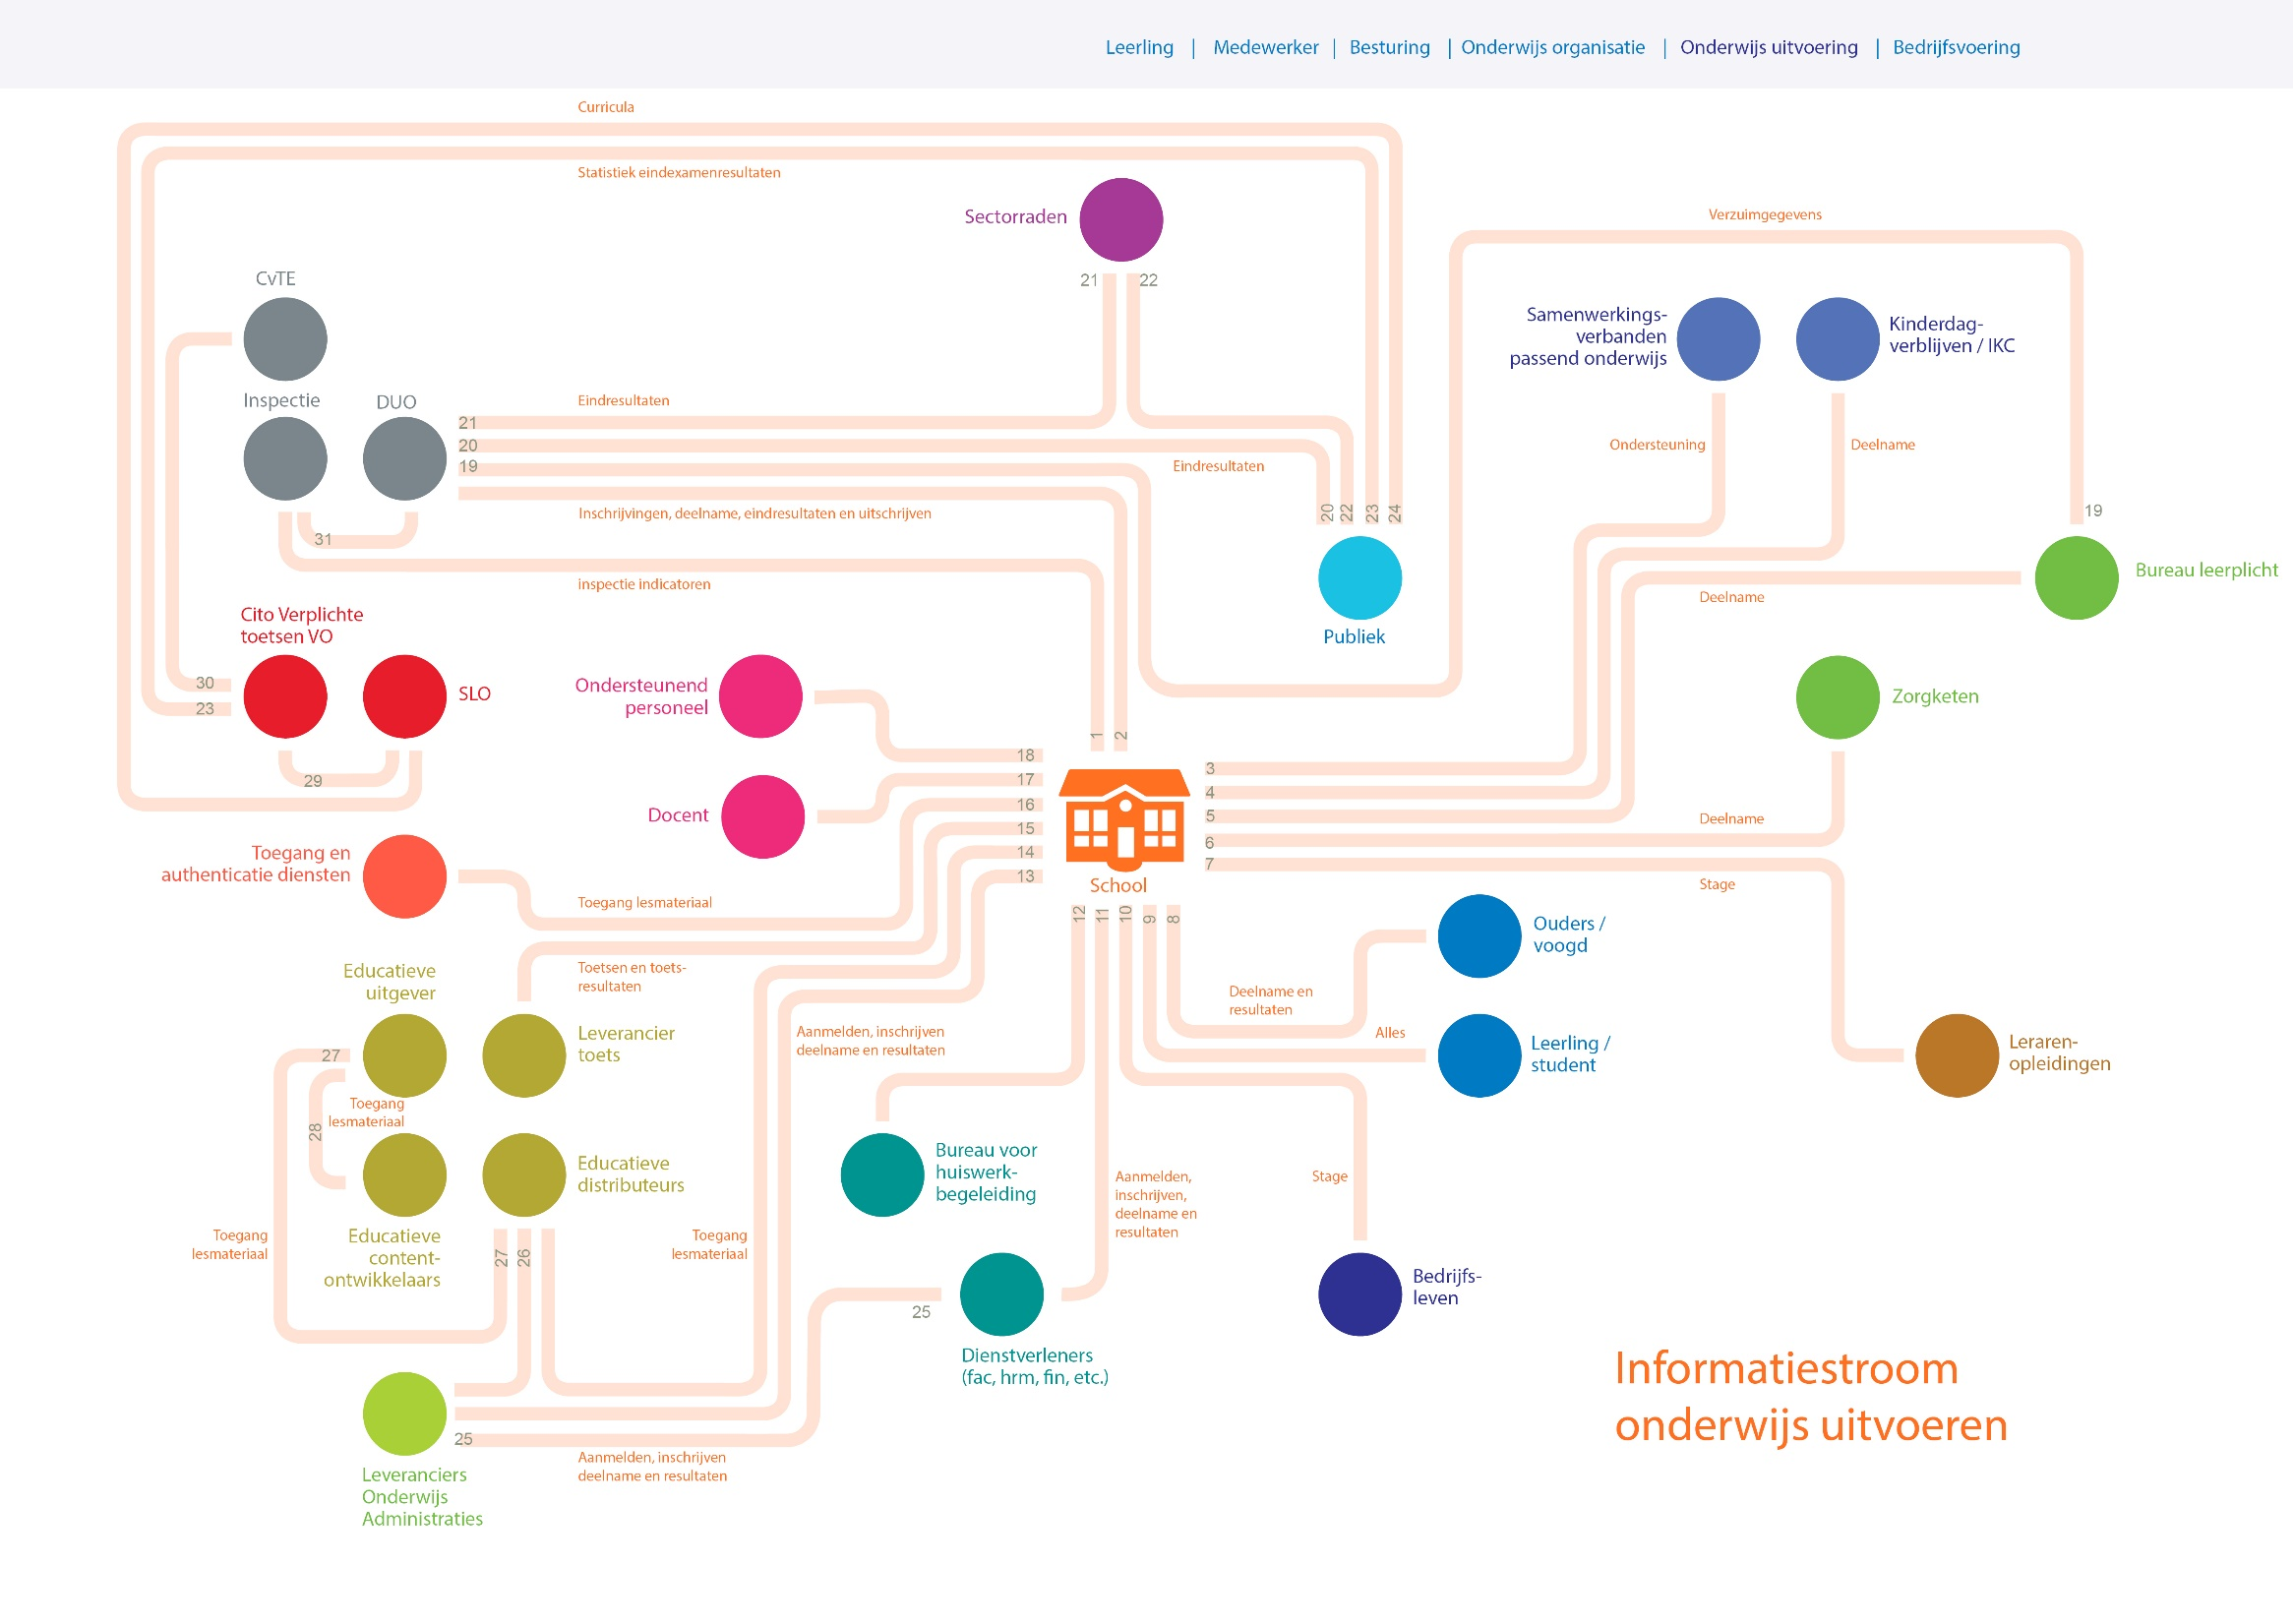 Leerling | Medewerker | Besturing | Onderwijs organisatie | Onderwijs uitvoering | Bedrijfsvoering
Curricula
Statistiek eindexamenresultaten
Sectorraden
21
22
Verzuimgegevens
CvTE
Samenwerkings-
verbanden
passend onderwijs
Kinderdag-
verblijven / IKC
Inspectie
DUO
Eindresultaten
21
20
19
Eindresultaten
Ondersteuning
Deelname
Inschrijvingen, deelname, eindresultaten en uitschrijven
20
22
23
24
19
31
inspectie indicatoren
Bureau leerplicht
Deelname
Publiek
Cito Verplichte
toetsen VO
30
23
SLO
Ondersteunend
personeel
Zorgketen
29
1
2
18
17
16
15
14
13
3
4
5
6
7
Docent
Deelname
School
Stage
Toegang en
authenticatie diensten
Toegang lesmateriaal
12
11
10
9
8
Ouders /
voogd
Educatieve
uitgever
Toetsen en toets-
resultaten
Deelname en
resultaten
Leverancier
toets
Aanmelden, inschrijven
deelname en resultaten
Alles
Leerling /
student
Leraren-
opleidingen
27
Toegang
lesmateriaal
28
Educatieve
distributeurs
Bureau voor
huiswerk-
begeleiding
Aanmelden,
inschrijven,
deelname en
resultaten
Stage
Toegang
lesmateriaal
Educatieve
content-
ontwikkelaars
27
26
Toegang
lesmateriaal
25
Bedrijfs-
leven
Dienstverleners
(fac, hrm, fin, etc.)
Informatiestroom
onderwijs uitvoeren
25
Aanmelden, inschrijven
deelname en resultaten
Leveranciers
Onderwijs
Administraties